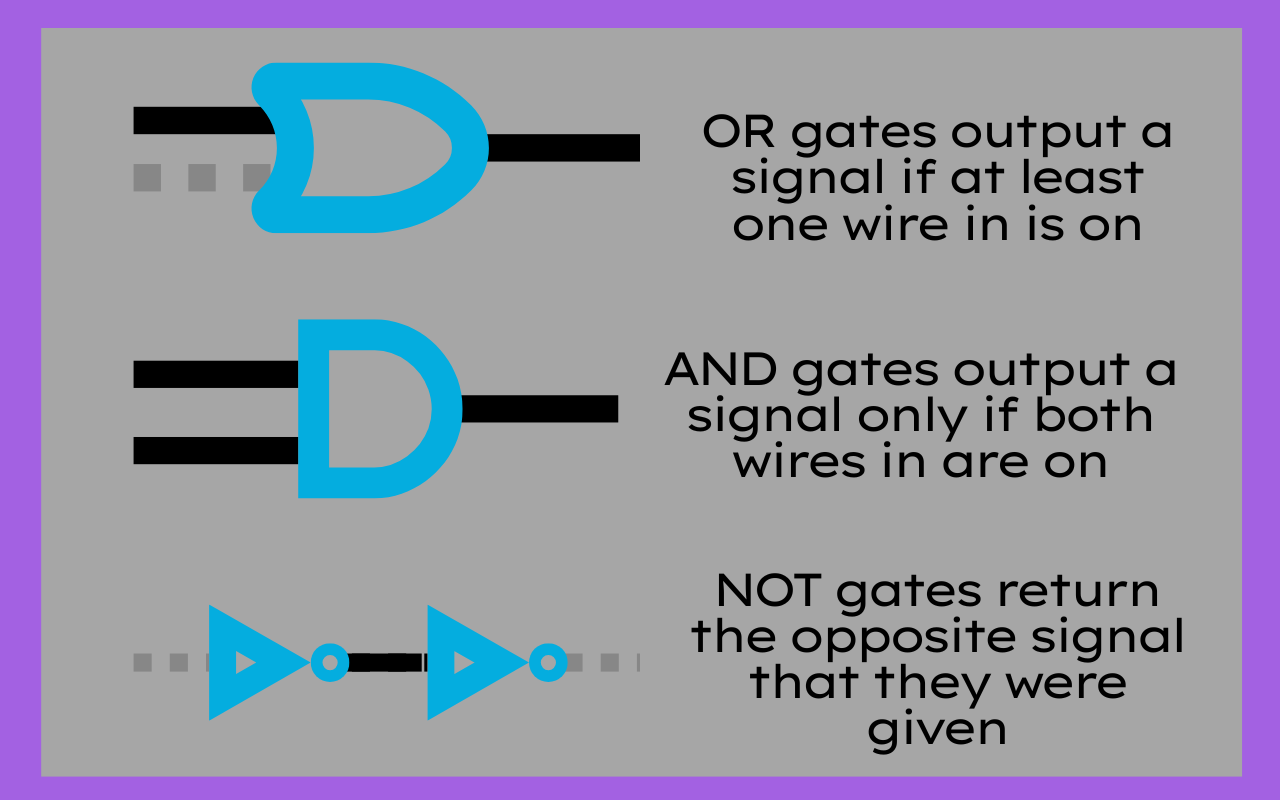 OR gates output a
signal if at least
one wire in is on
AND gates output a
signal only if both
wires in are on
NOT gates return
the opposite signal
that they were
given